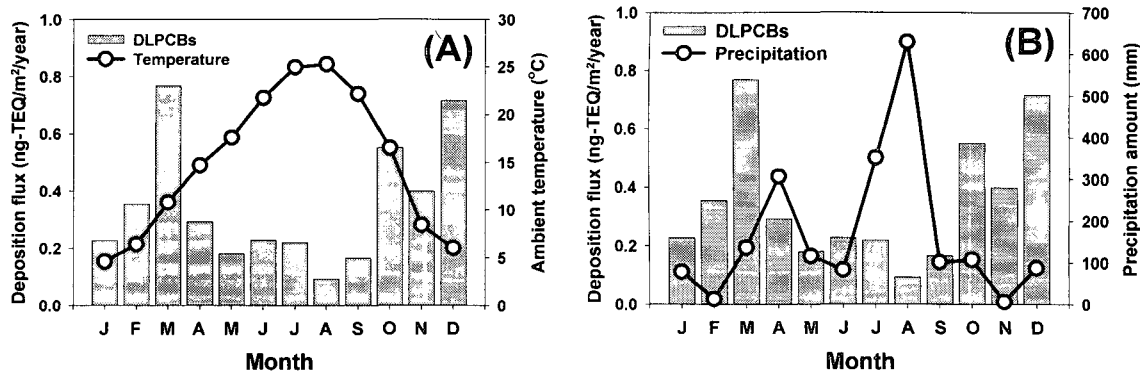 1.0
0.8
0.6
0.4
0.2
0.0
Deposition flux (ng-TEQ/m²/year)
DLPCBs
Temperature
(A)
30
25
20
15
10
5
0
Ambient temperature (°C)
J F M A M J J A S O N D
Month
1.0
0.8
0.6
0.4
0.2
0.0
Deposition flux (ng-TEQ/m²/year)
DLPCBs
Precipitation
(B)
700
600
500
400
300
200
100
0
Precipitation amount (mm)
J F M A M J J A S O N D
Month